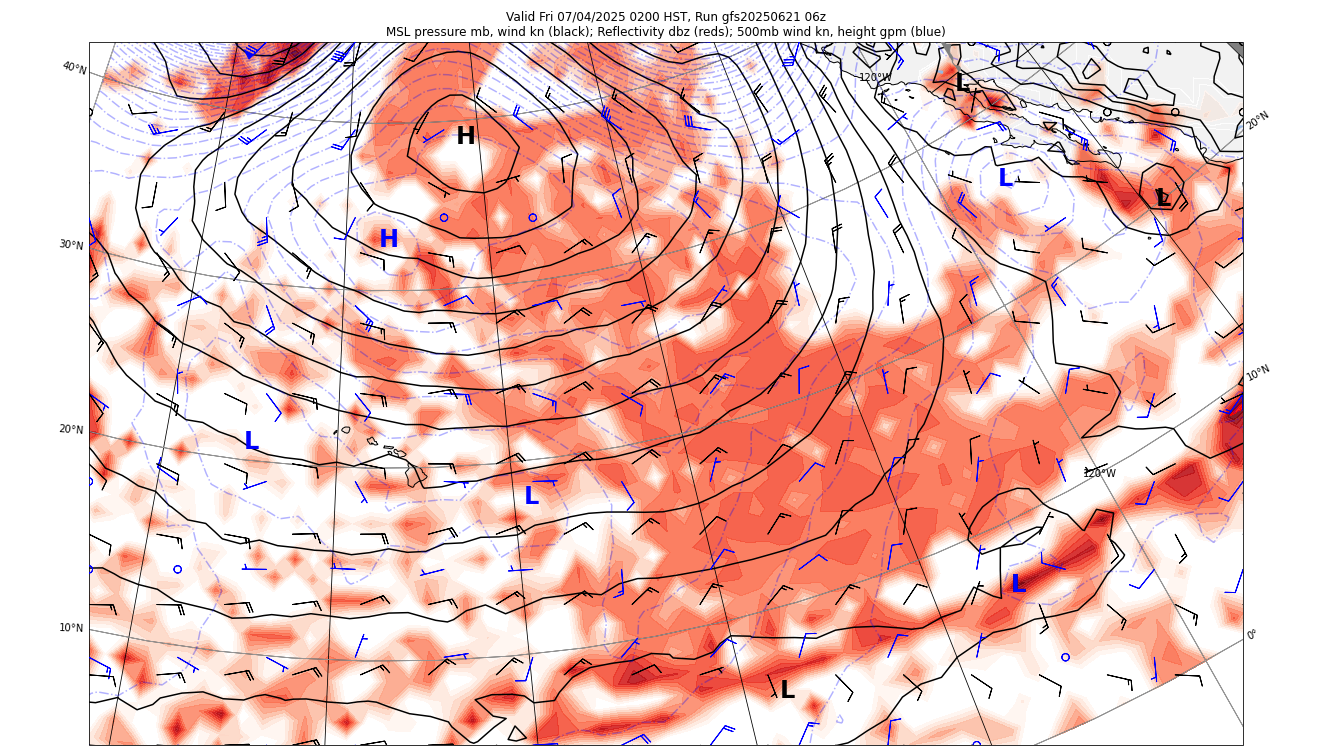 Valid Fri 07/04/2025 0200 HST, Run gfs20250621 06z
MSL pressure mb, wind kn (black); Reflectivity dbz (reds); 500mb wind kn, height gpm (blue)
40°N
120°W
L
20°N
H
L
L
30°N
H
10°N
20°N
L
120°W
L
L
10°N
0°
L